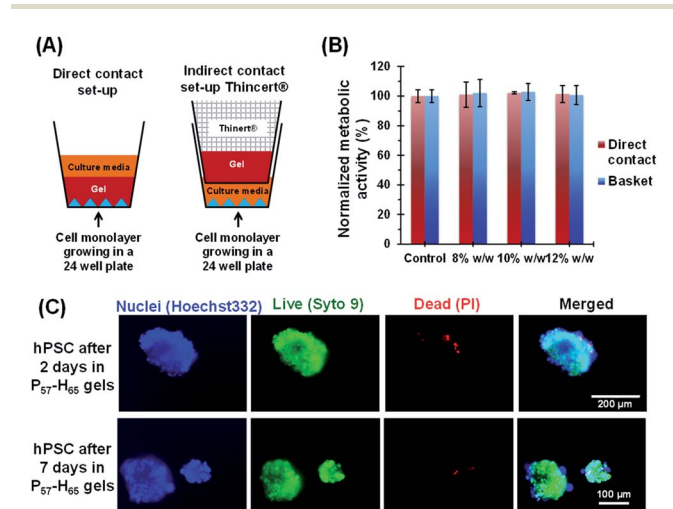 (A)
Direct contact
set-up
Indirect contact
set-up Thincert®
Thinert®
Culture media
Gel
Gel
Culture media
Cell monolayer
growing in a
24 well plate
Cell monolayer
growing in a
24 well plate
(B)
Normalized metabolic
activity (%)
120
100
80
60
40
20
0
Control 8% w/w 10% w/w 12% w/w
Direct
contact
Basket
(C)
Nuclei (Hoechst332) Live (Syto 9) Dead (PI) Merged
hPSC after
2 days in
P₅₇-H₆₅ gels
200 µm
hPSC after
7 days in
P₅₇-H₆₅ gels
100 µm